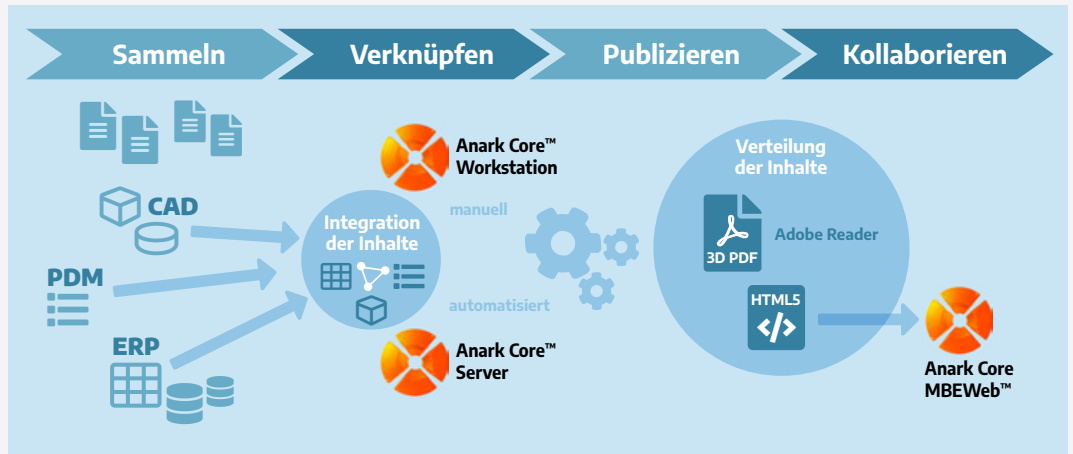 Sammeln
Verknüpfen
Publizieren
Kollaborieren
CAD
PDM
ERP
Anark Core™
Workstation
manuell
Integration
der Inhalte
automatisiert
Anark Core™
Server
Verteilung
der Inhalte
3D PDF
Adobe Reader
HTML5
</>
Anark Core
MBEWeb™